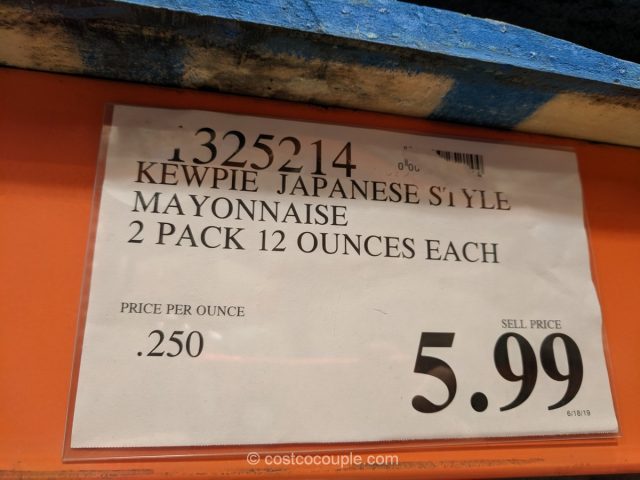 1325214
KEWPIE JAPANESE STYLE
MAYONNAISE
2 PACK 12 OUNCES EACH
PRICE PER OUNCE
.250
SELL PRICE
5.99
6/18/19
© costcocouple.com